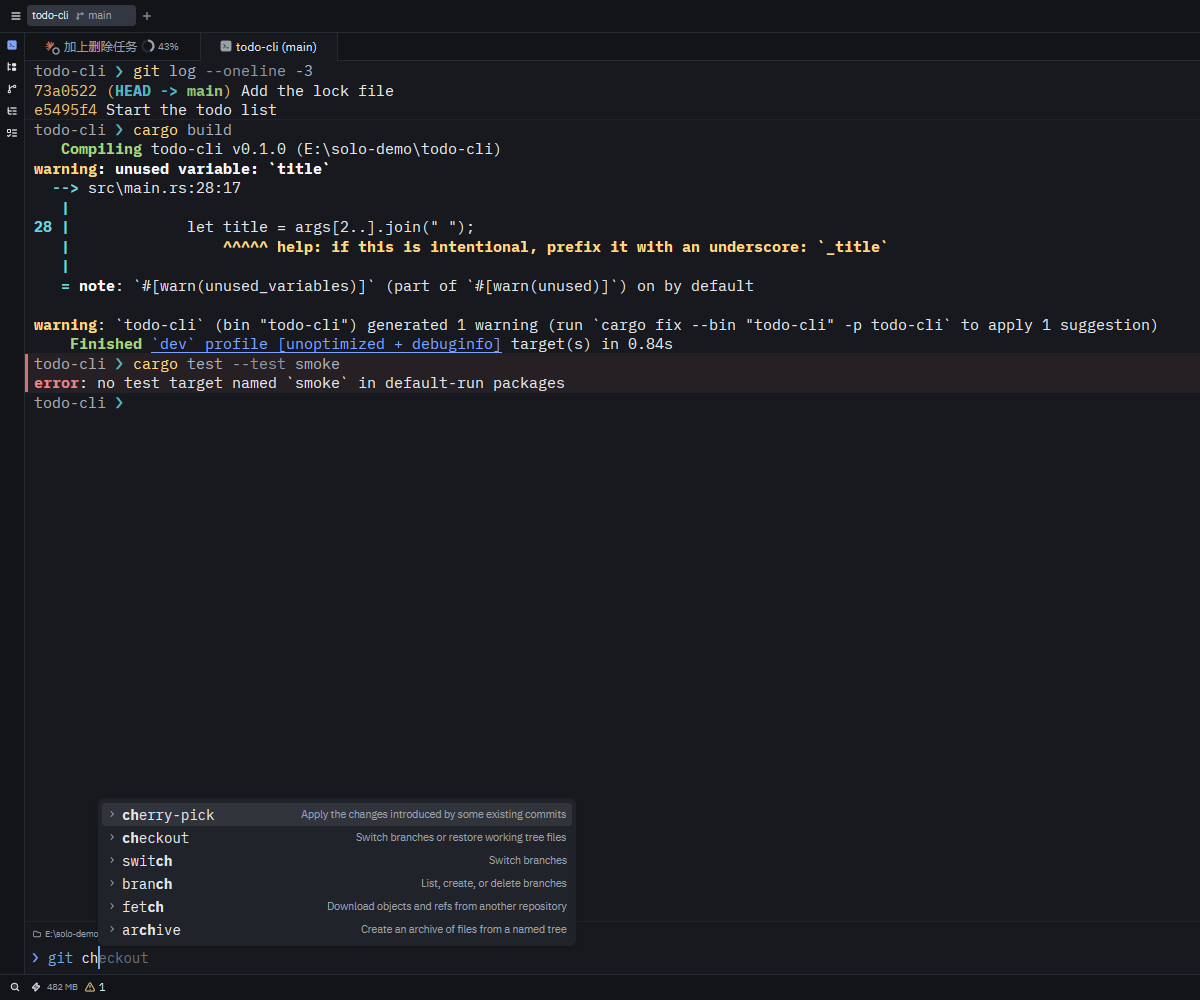 todo-cli main
加上删除任务 43% todo-cli (main)
todo-cli ❯ git log --oneline -3
73a0522 (HEAD -> main) Add the lock file
e5495f4 Start the todo list
todo-cli ❯ cargo build
   Compiling todo-cli v0.1.0 (E:\solo-demo\todo-cli)
warning: unused variable: `title`
  --> src\main.rs:28:17
   |
28 |             let title = args[2..].join(" ");
   |                 ^^^^^ help: if this is intentional, prefix it with an underscore: `_title`
   |
   = note: `#[warn(unused_variables)]` (part of `#[warn(unused)]`) on by default
warning: `todo-cli` (bin "todo-cli") generated 1 warning (run `cargo fix --bin "todo-cli" -p todo-cli` to apply 1 suggestion)
    Finished `dev` profile [unoptimized + debuginfo] target(s) in 0.84s
todo-cli ❯ cargo test --test smoke
error: no test target named `smoke` in default-run packages
todo-cli ❯
cherry-pick Apply the changes introduced by some existing commits
checkout Switch branches or restore working tree files
switch Switch branches
branch List, create, or delete branches
fetch Download objects and refs from another repository
archive Create an archive of files from a named tree
E:\solo-demo
❯ git checkout
482 MB 1